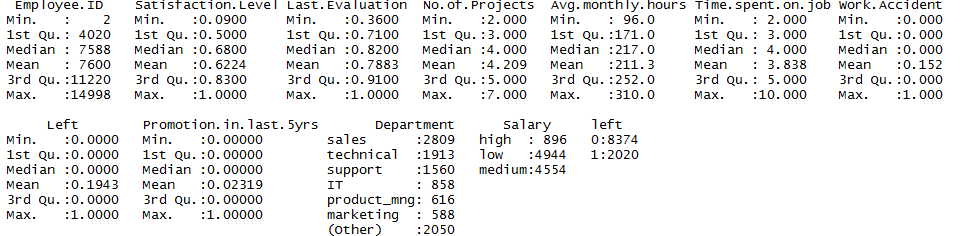 Employee.ID Satisfaction.Level Last.Evaluation No.of.Projects Avg.monthly.hours Time.spent.on.job Work.Accident
Min. : 2 Min. :0.0900 Min. :0.3600 Min. :2.000 Min. : 96.0 Min. : 2.000 Min. :0.000
1st Qu.: 4020 1st Qu.:0.5000 1st Qu.:0.7100 1st Qu.:3.000 1st Qu.:171.0 1st Qu.: 3.000 1st Qu.:0.000
Median : 7588 Median :0.6800 Median :0.8200 Median :4.000 Median :217.0 Median : 4.000 Median :0.000
Mean : 7600 Mean :0.6224 Mean :0.7883 Mean :4.209 Mean :211.3 Mean : 3.838 Mean :0.152
3rd Qu.:11220 3rd Qu.:0.8300 3rd Qu.:0.9100 3rd Qu.:5.000 3rd Qu.:252.0 3rd Qu.: 5.000 3rd Qu.:0.000
Max. :14998 Max. :1.0000 Max. :1.0000 Max. :7.000 Max. :310.0 Max. :10.000 Max. :1.000
Left Promotion.in.last.5yrs Department Salary left
Min. :0.0000 Min. :0.00000 sales :2809 high : 896 0:8374
1st Qu.:0.0000 1st Qu.:0.00000 technical :1913 low :4944 1:2020
Median :0.0000 Median :0.00000 support :1560 medium:4554
Mean :0.1943 Mean :0.02319 IT : 858
3rd Qu.:0.0000 3rd Qu.:0.00000 product_mng: 616
Max. :1.0000 Max. :1.00000 marketing : 588
(Other) :2050